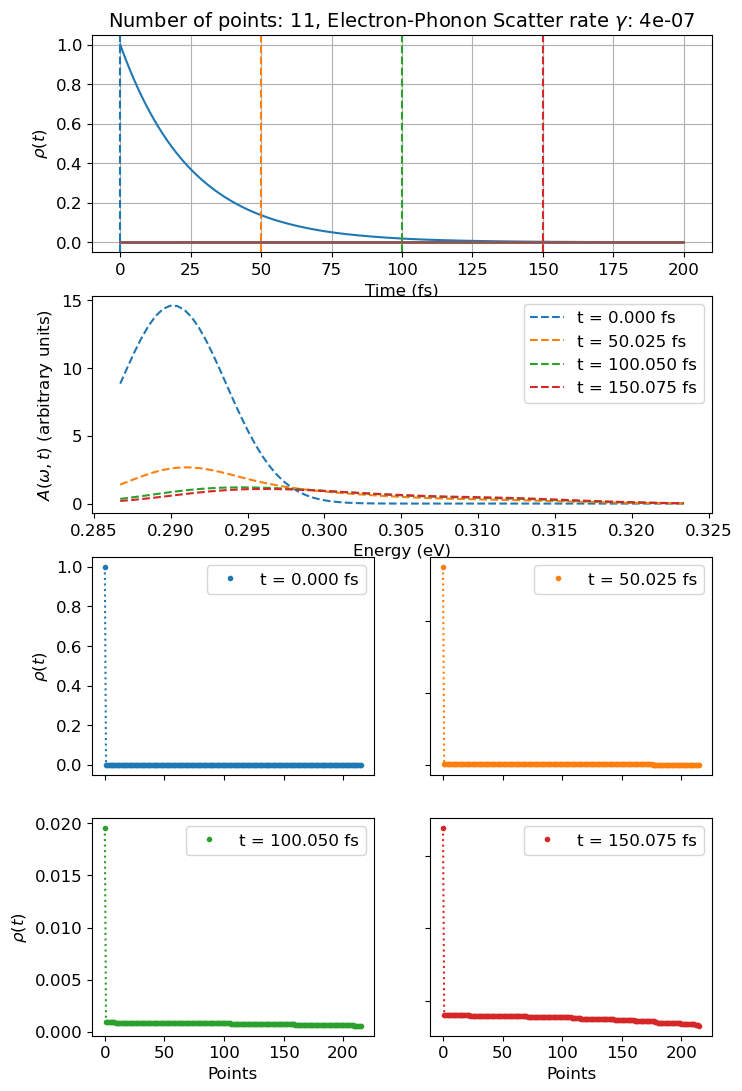 Number of points: 11, Electron-Phonon Scatter rate γ: 4e-07
1.0
0.8
0.6
0.4
0.2
0.0
ρ(t)
0 25 50 75 100 125 150 175 200
Time (fs)
15
10
5
0
A(ω, t) (arbitrary units)
t = 0.000 fs
t = 50.025 fs
t = 100.050 fs
t = 150.075 fs
0.285 0.290 0.295 0.300 0.305 0.310 0.315 0.320 0.325
Energy (eV)
1.0
0.8
0.6
0.4
0.2
0.0
ρ(t)
t = 0.000 fs
t = 50.025 fs
0.020
0.015
0.010
0.005
0.000
ρ(t)
t = 100.050 fs
0 50 100 150 200
Points
t = 150.075 fs
0 50 100 150 200
Points